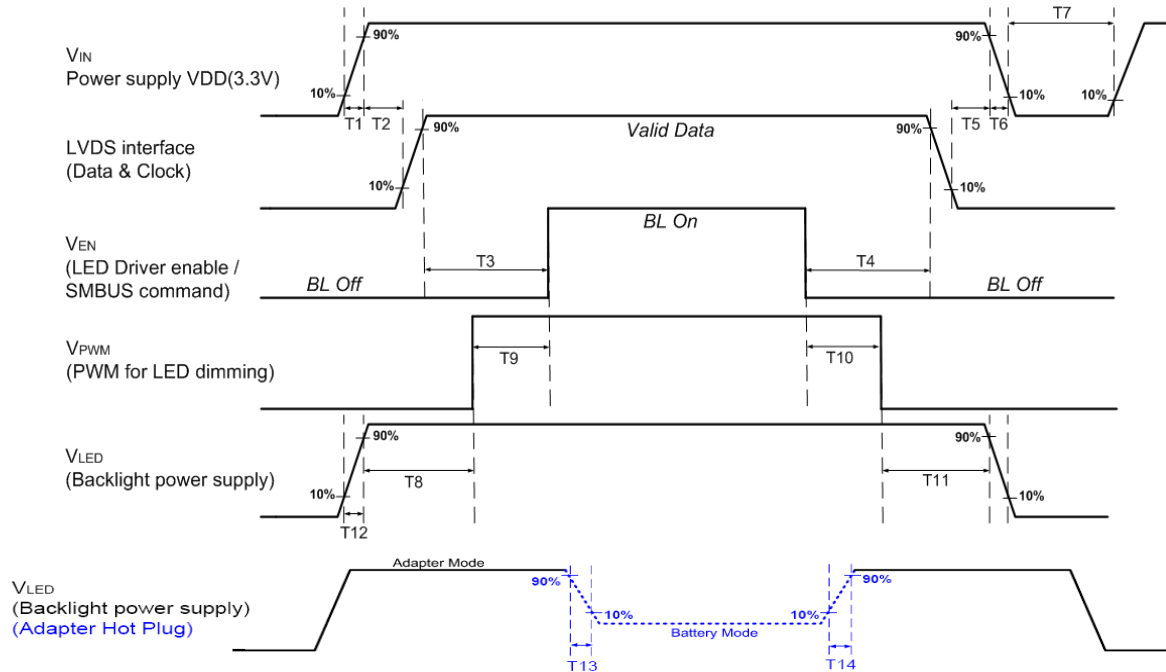 T7
90%
90%
VIN
Power supply VDD(3.3V)
10%
10%
10%
T1
T2
T5
T6
90%
Valid Data
90%
LVDS interface
(Data & Clock)
10%
10%
VEN
(LED Driver enable /
SMBUS command)
BL On
T3
T4
BL Off
BL Off
VPWM
(PWM for LED dimming)
T9
T10
90%
90%
VLED
(Backlight power supply)
T8
T11
10%
10%
T12
Adapter Mode
90%
90%
VLED
(Backlight power supply)
(Adapter Hot Plug)
10%
10%
Battery Mode
T13
T14